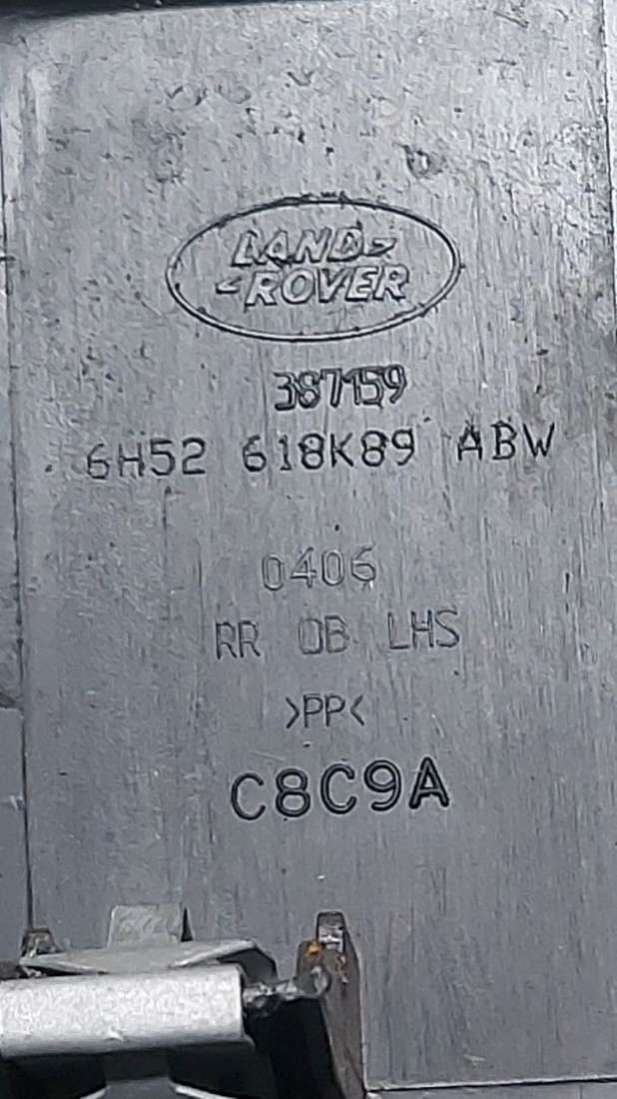 LAND
ROVER
387159
6H52 618K89 ABW
0406
RR OB LHS
>PP<
C8C9A